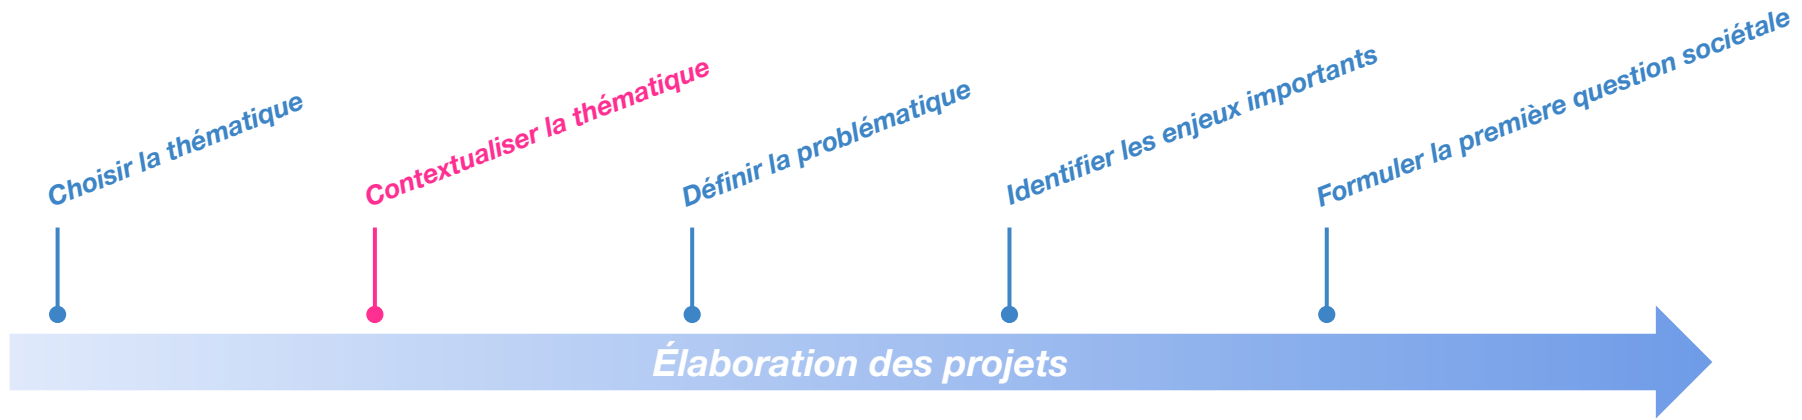 Choisir la thématique
Contextualiser la thématique
Définir la problématique
Identifier les enjeux importants
Formuler la première question sociétale
Élaboration des projets